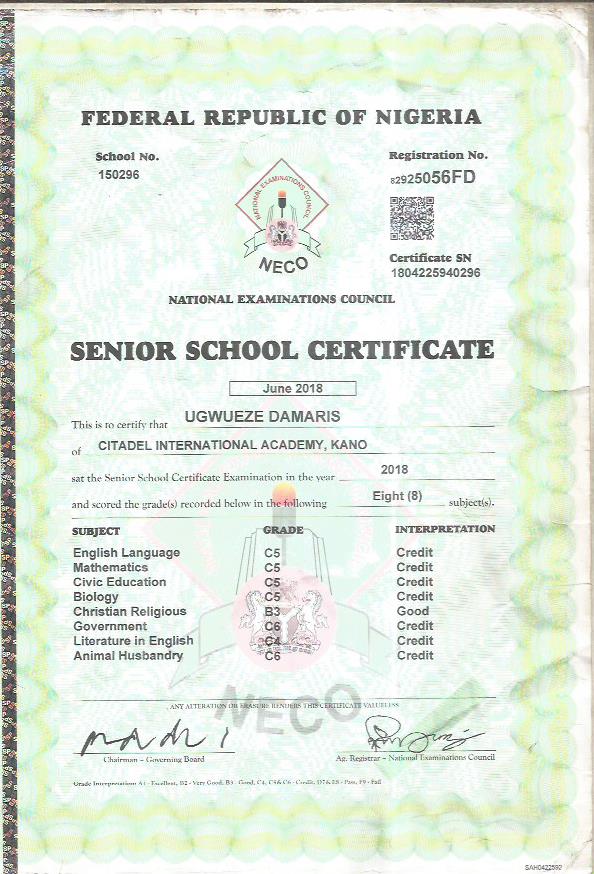 FEDERAL REPUBLIC OF NIGERIA
School No.
150296
Registration No.
82925056FD
NATIONAL EXAMINATIONS COUNCIL
NECO
Certificate SN
1804225940296
NATIONAL EXAMINATIONS COUNCIL
SENIOR SCHOOL CERTIFICATE
June 2018
This is to certify that UGWUEZE DAMARIS
of CITADEL INTERNATIONAL ACADEMY, KANO
sat the Senior School Certificate Examination in the year 2018
and scored the grade(s) recorded below in the following Eight (8) subject(s).
SUBJECT GRADE INTERPRETATION
English Language C5 Credit
Mathematics C5 Credit
Civic Education C5 Credit
Biology C5 Credit
Christian Religious B3 Good
Government C6 Credit
Literature in English C4 Credit
Animal Husbandry C6 Credit
NECO
ANY ALTERATION OR ERASURE RENDERS THIS CERTIFICATE VALUELESS
Chairman – Governing Board
Ag. Registrar – National Examinations Council
Grade Interpretation: A1 - Excellent, B2 - Very Good, B3 - Good, C4, C5 & C6 - Credit, D7 & E8 - Pass, F9 - Fail
SAH0422592